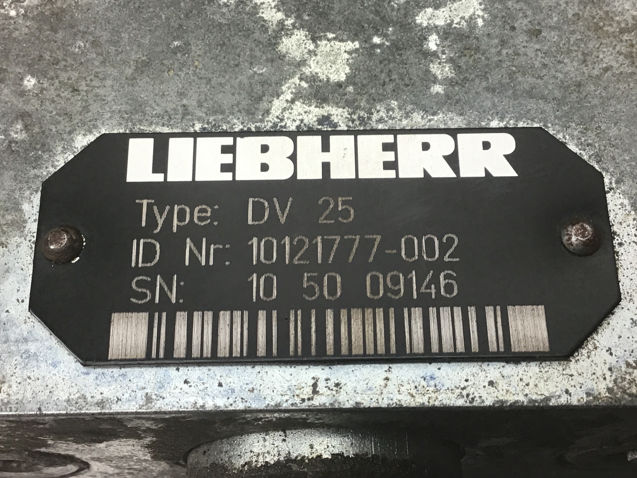 LIEBHERR
Type: DV 25
ID Nr: 10121777-002
SN: 10 50 09146